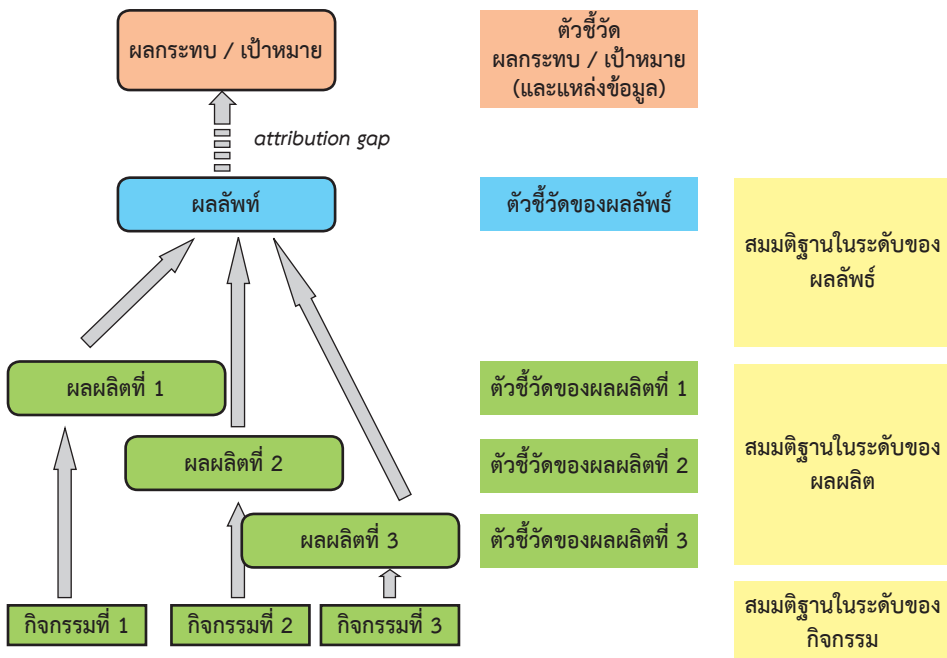 ผลกระทบ / เป้าหมาย
ตัวชี้วัด
ผลกระทบ / เป้าหมาย
(และแหล่งข้อมูล)
attribution gap
ผลลัพท์
ตัวชี้วัดของผลลัพธ์
สมมติฐานในระดับของ
ผลลัพธ์
ผลผลิตที่ 1
ตัวชี้วัดของผลผลิตที่ 1
ผลผลิตที่ 2
ตัวชี้วัดของผลผลิตที่ 2
สมมติฐานในระดับของ
ผลผลิต
ผลผลิตที่ 3
ตัวชี้วัดของผลผลิตที่ 3
กิจกรรมที่ 1
กิจกรรมที่ 2
กิจกรรมที่ 3
สมมติฐานในระดับของ
กิจกรรม